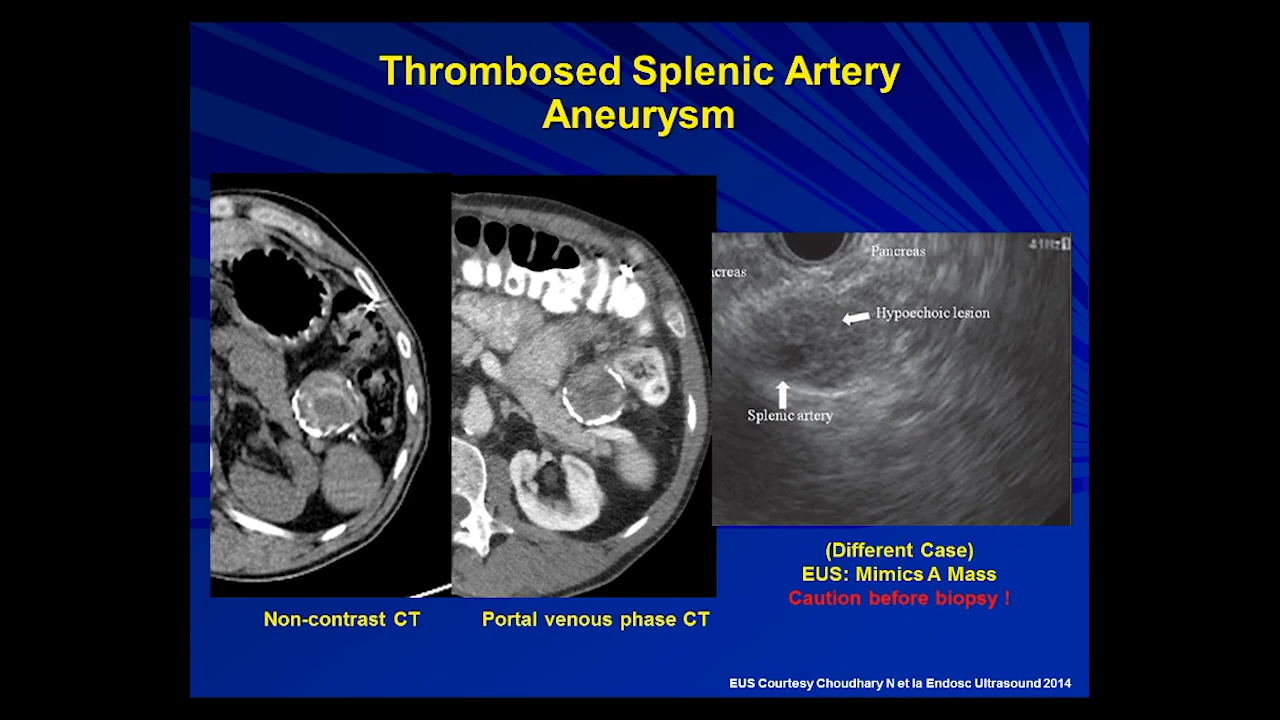 Thrombosed Splenic Artery
Aneurysm
Pancreas
ncreas
Hypoechoic lesion
Splenic artery
Non-contrast CT
Portal venous phase CT
(Different Case)
EUS: Mimics A Mass
Caution before biopsy !
EUS Courtesy Choudhary N et la Endosc Ultrasound 2014